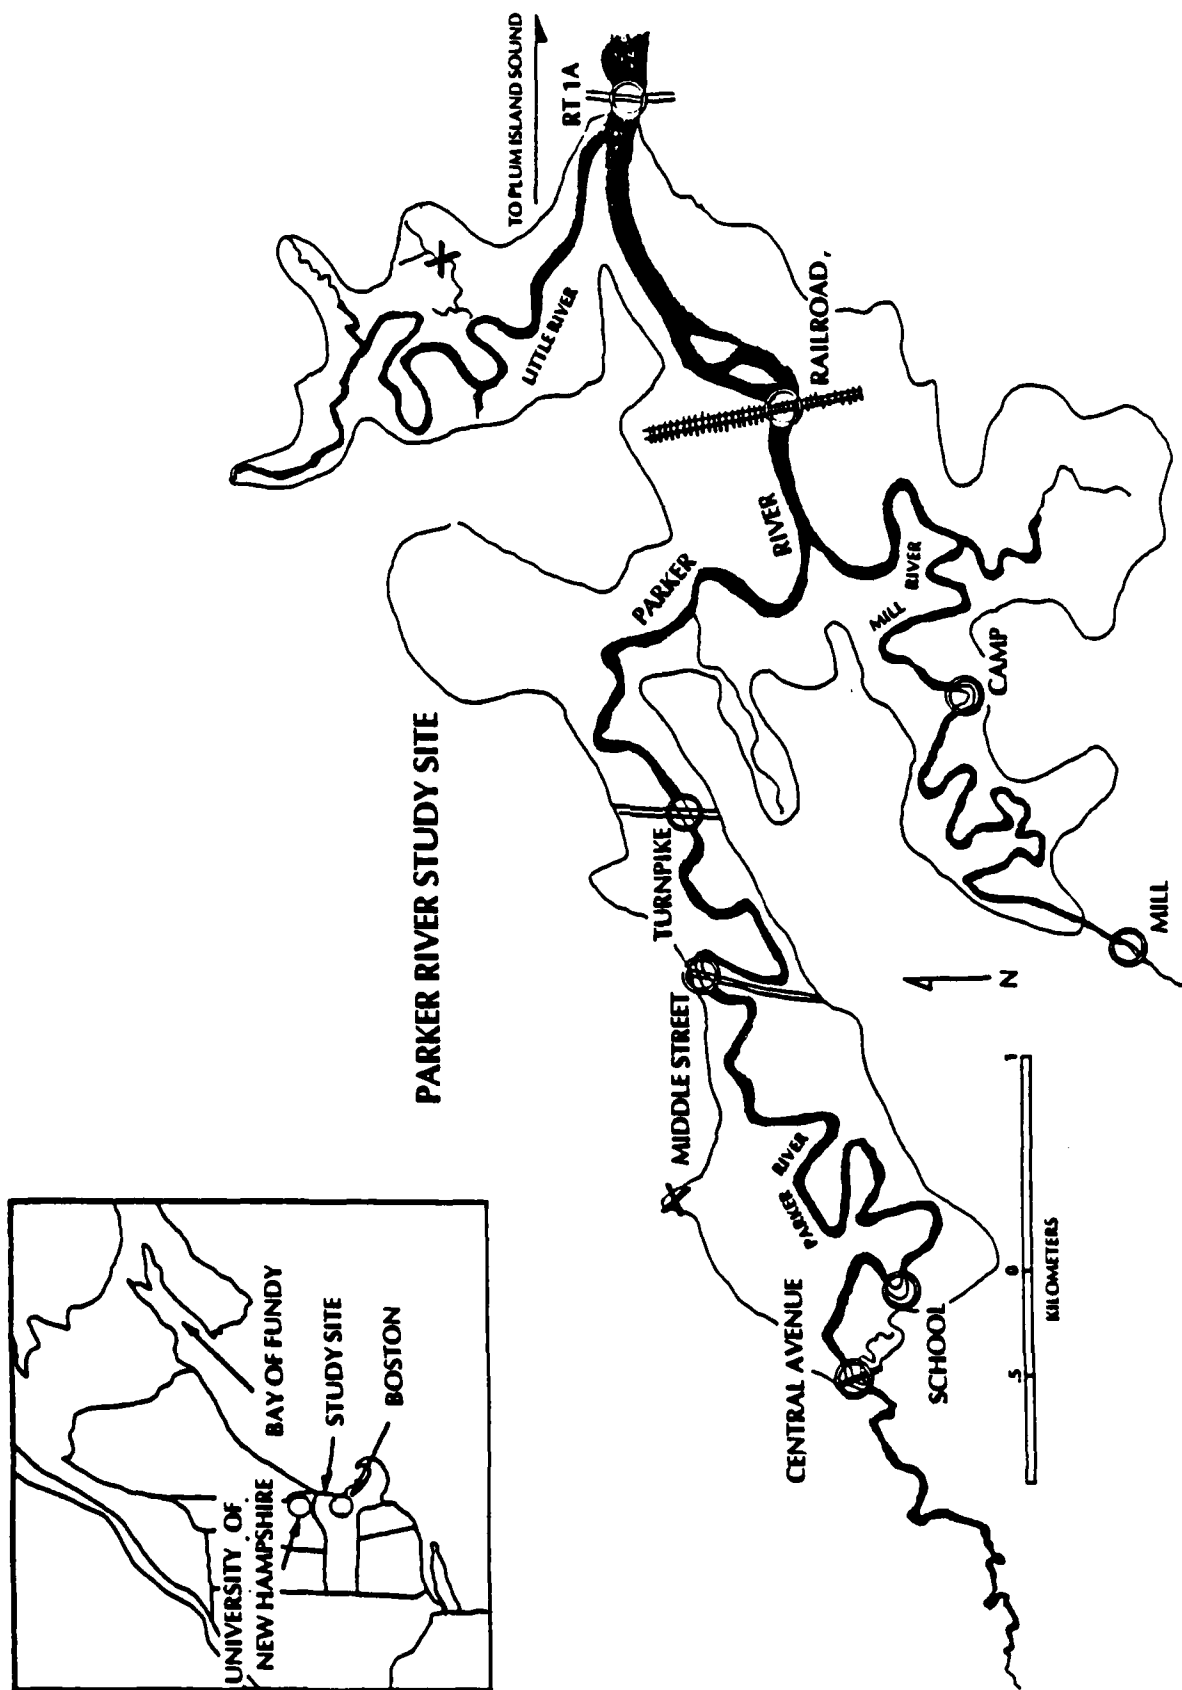 PARKER RIVER STUDY SITE
UNIVERSITY OF
NEW HAMPSHIRE
BAY OF FUNDY
STUDY SITE
BOSTON
TO PLUM ISLAND SOUND
RT 1A
LITTLE RIVER
RAILROAD,
PARKER
RIVER
MILL
RIVER
CAMP
TURNPIKE
MIDDLE STREET
MILL
N
PARKER
RIVER
CENTRAL AVENUE
SCHOOL
5
0
1
KILOMETERS